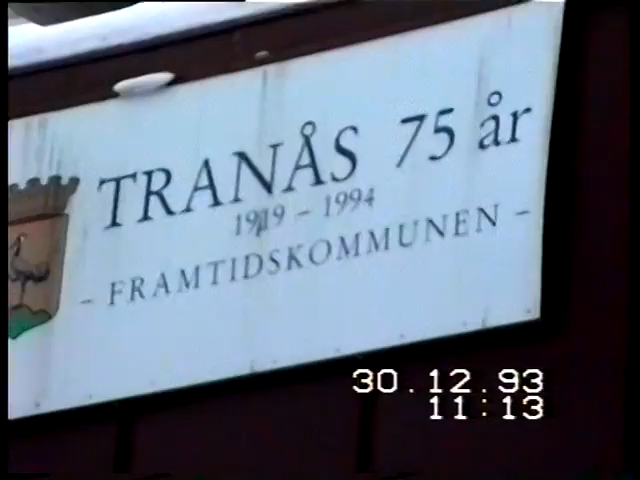 TRANÅS 75 år
1919 - 1994
- FRAMTIDSKOMMUNEN -
30.12.93
11:13